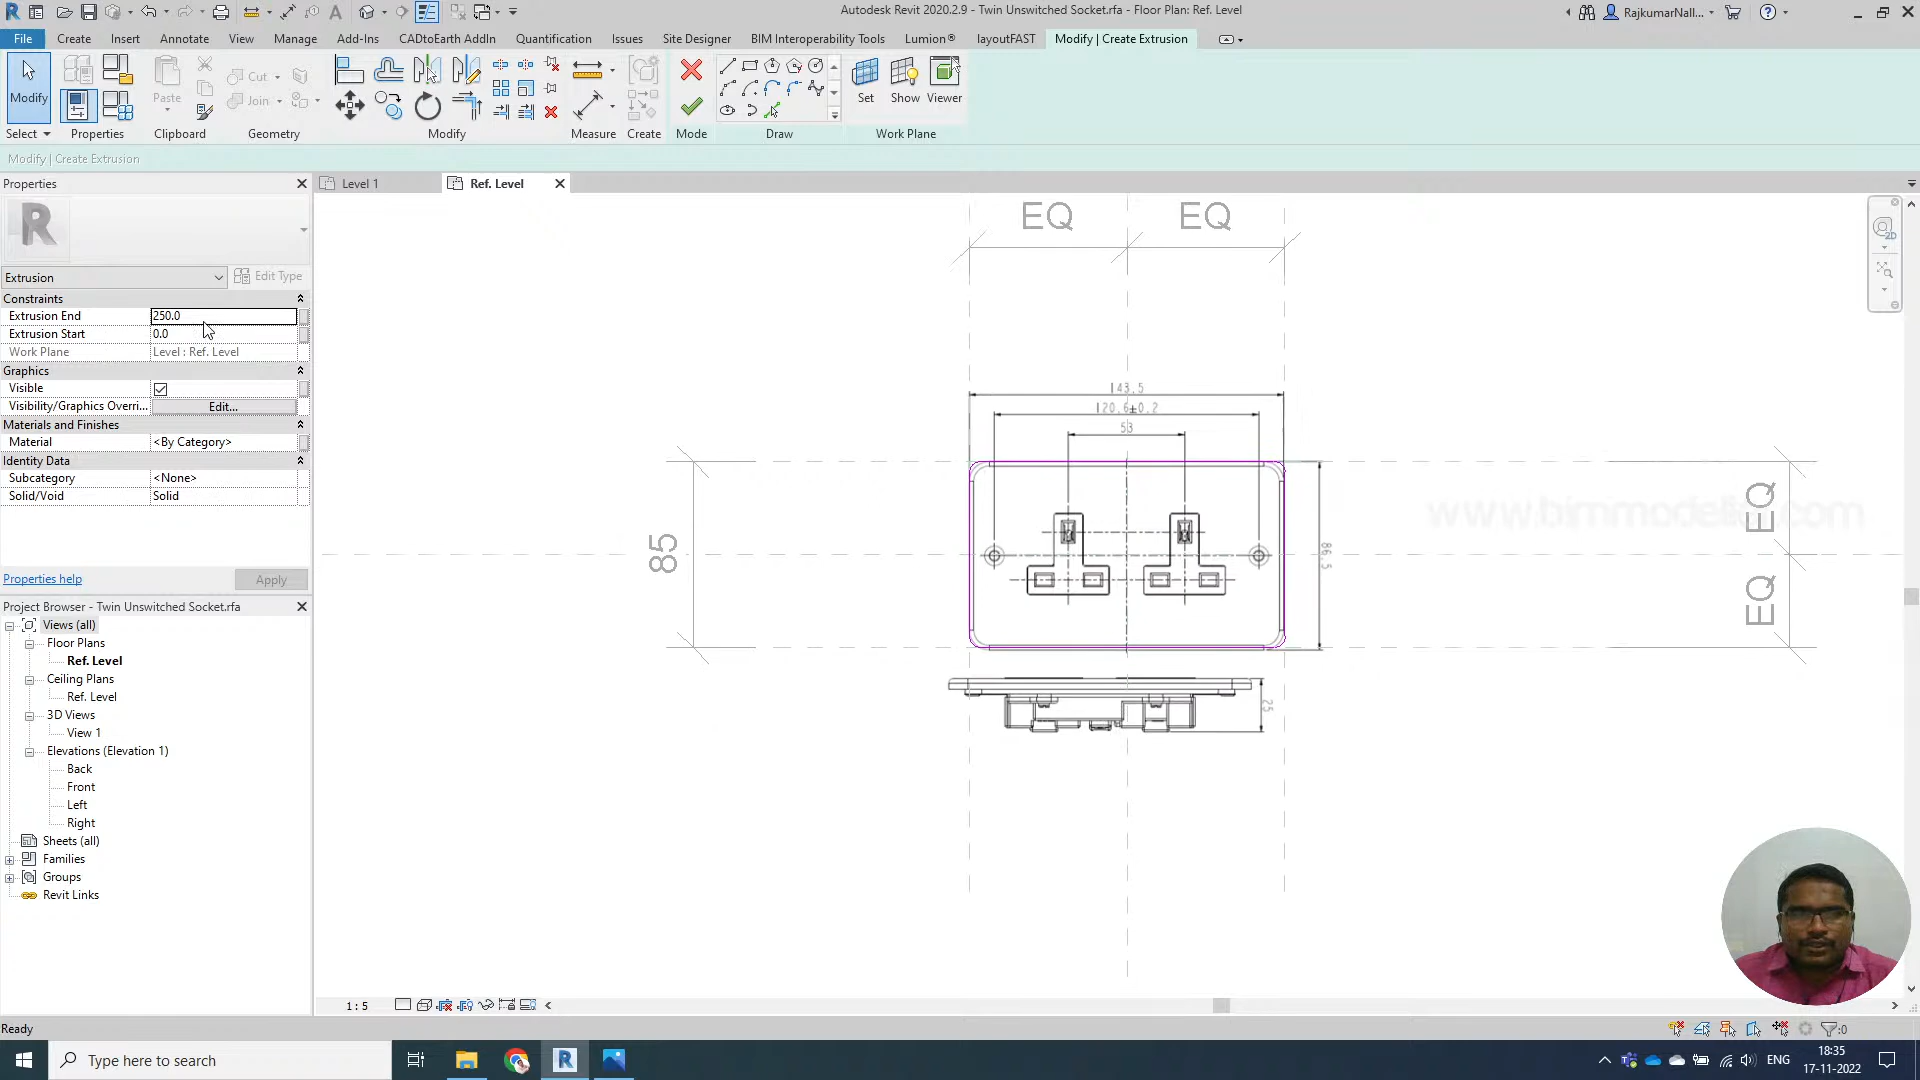 Autodesk Revit 2020.2.9 - Twin Unswitched Socket.rfa - Floor Plan: Ref. Level
RajkumarNall...
File Create Insert Annotate View Manage Add-Ins CADtoEarth AddIn Quantification Issues Site Designer BIM Interoperability Tools Lumion® layoutFAST Modify | Create Extrusion
Modify
Paste
Cut
Join
Set
Show
Viewer
Select Properties Clipboard Geometry Modify Measure Create Mode Draw Work Plane
Modify | Create Extrusion
Properties
Level 1
Ref. Level
Extrusion
Edit Type
Constraints
Extrusion End 250.0
Extrusion Start 0.0
Work Plane Level : Ref. Level
Graphics
Visible
Visibility/Graphics Overri... Edit...
Materials and Finishes
Material <By Category>
Identity Data
Subcategory <None>
Solid/Void Solid
Properties help
Apply
Project Browser - Twin Unswitched Socket.rfa
Views (all)
Floor Plans
Ref. Level
Ceiling Plans
Ref. Level
3D Views
View 1
Elevations (Elevation 1)
Back
Front
Left
Right
Sheets (all)
Families
Groups
Revit Links
EQ EQ
143.5
120.6±0.2
53
85
86.5
EQ
EQ
25
2D
1 : 5
Ready
:0
Type here to search
ENG
18:35
17-11-2022